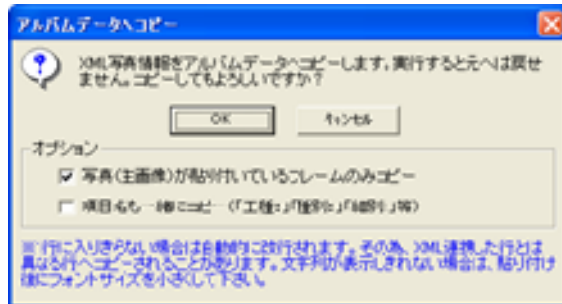 アルバムデータへコピー
XML写真情報をアルバムデータへコピーします。実行すると元へは戻せ
ません。コピーしてもよろしいですか？
OK
キャンセル
オプション
写真(主画像)が貼り付いているフレームのみコピー
項目名も一緒にコピー (「工種:」「種別:」「細別:」等)
※1行に入りきらない場合は自動的に改行されます。その為、XML連携した行とは
異なる行へコピーされることがあります。文字列が表示しきれない場合は、貼り付け
後にフォントサイズを小さくして下さい。